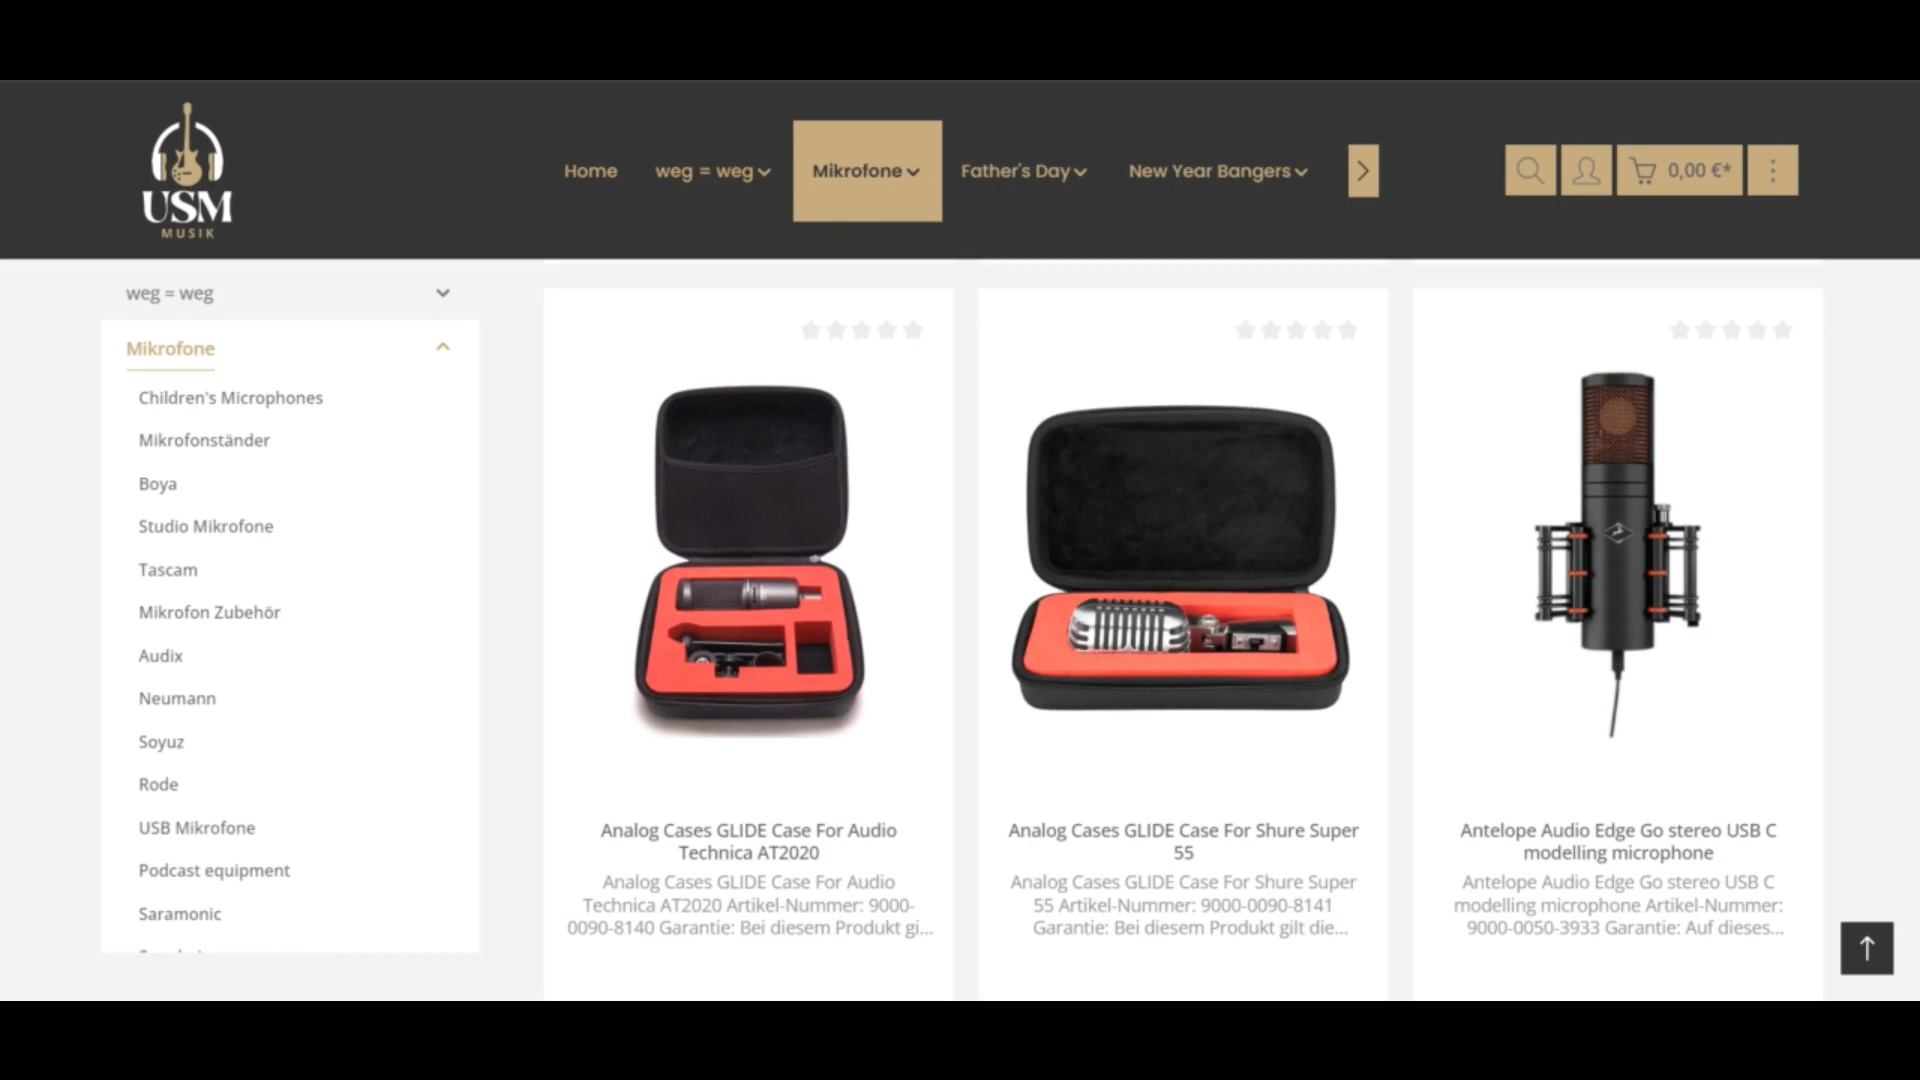 USM
MUSIK
Home
weg = weg
Mikrofone
Father's Day
New Year Bangers
0,00 €*
weg = weg
Mikrofone
Children's Microphones
Mikrofonständer
Boya
Studio Mikrofone
Tascam
Mikrofon Zubehör
Audix
Neumann
Soyuz
Rode
USB Mikrofone
Podcast equipment
Saramonic
Analog Cases GLIDE Case For Audio
Technica AT2020
Analog Cases GLIDE Case For Audio
Technica AT2020 Artikel-Nummer: 9000-
0090-8140 Garantie: Bei diesem Produkt gi...
Analog Cases GLIDE Case For Shure Super
55
Analog Cases GLIDE Case For Shure Super
55 Artikel-Nummer: 9000-0090-8141
Garantie: Bei diesem Produkt gilt die...
Antelope Audio Edge Go stereo USB C
modelling microphone
Antelope Audio Edge Go stereo USB C
modelling microphone Artikel-Nummer:
9000-0050-3933 Garantie: Auf dieses...